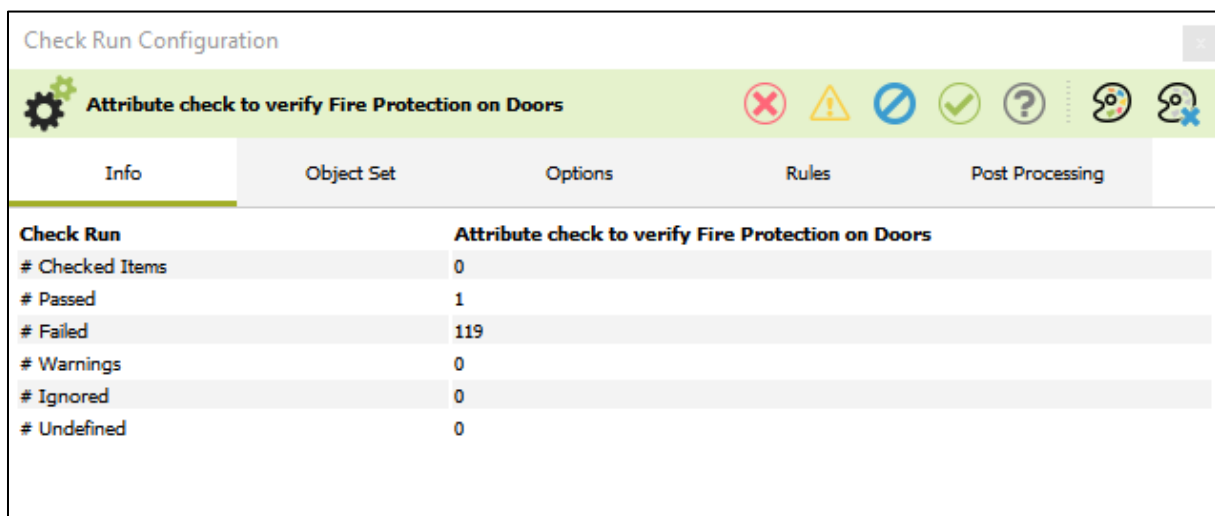 Check Run Configuration
x
Attribute check to verify Fire Protection on Doors
Info Object Set Options Rules Post Processing
Check Run Attribute check to verify Fire Protection on Doors
# Checked Items 0
# Passed 1
# Failed 119
# Warnings 0
# Ignored 0
# Undefined 0